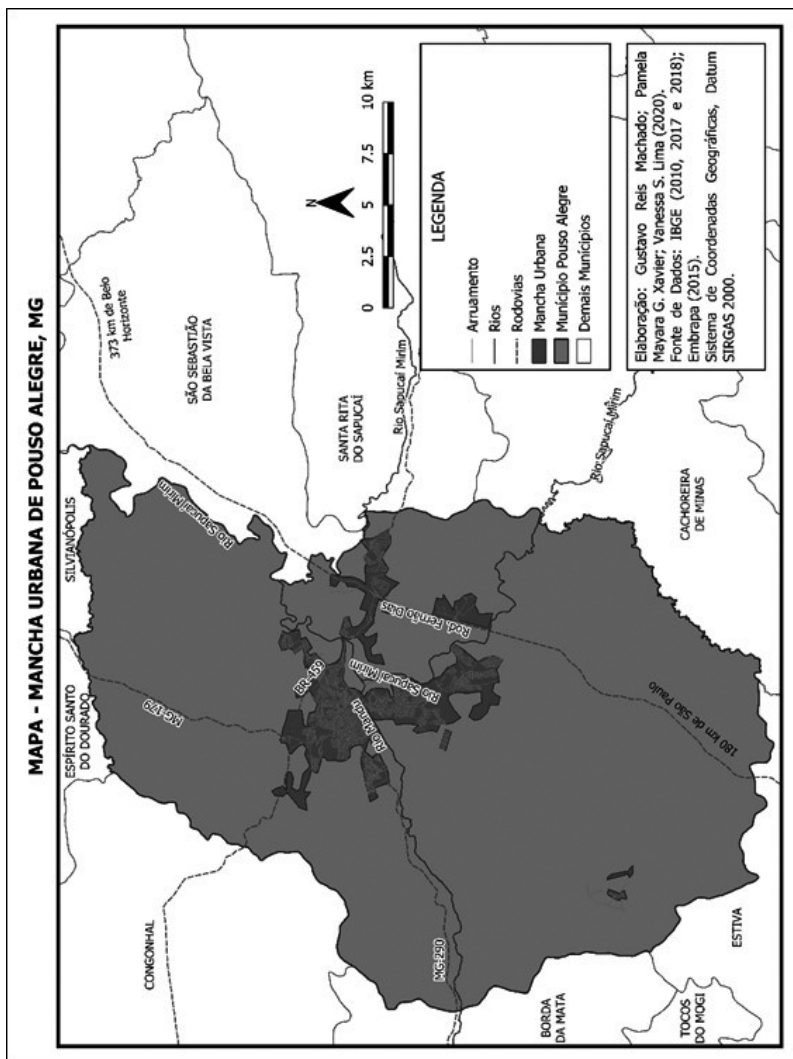 MAPA - MANCHA URBANA DE POUSO ALEGRE, MG
ESPÍRITO SANTO
DO DOURADO
SILVIANÓPOLIS
373 km de Belo
Horizonte
CONGONHAL
MG-179
SÃO SEBASTIÃO
DA BELA VISTA
Rio Sapucaí Mirim
BR-459
SANTA RITA
DO SAPUCAÍ
Rio Sapucaí Mirim
Rio Mandu
Rio Sapucaí Mirim
Rod. Fernão Dias
MG-290
BORDA
DA MATA
Rio Sapucaí Mirim
CACHOREIRA
DE MINAS
180 km de São Paulo
TOCOS
DO MOGI
ESTIVA
N
0 2.5 5 7.5 10 km
LEGENDA
Arruamento
Rios
Rodovias
Mancha Urbana
Município Pouso Alegre
Demais Municípios
Elaboração: Gustavo Reis Machado; Pamela
Mayara G. Xavier; Vanessa S. Lima (2020).
Fonte de Dados: IBGE (2010, 2017 e 2018);
Embrapa (2015).
Sistema de Coordenadas Geográficas, Datum
SIRGAS 2000.